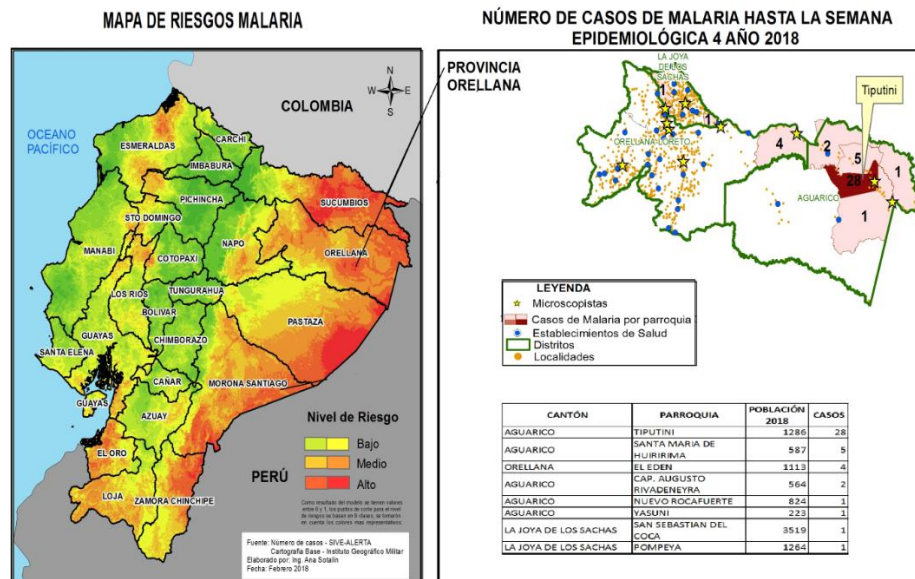 MAPA DE RIESGOS MALARIA
COLOMBIA
N
W E
S
OCEANO
PACÍFICO
ESMERALDAS
CARCHI
IMBABURA
PICHINCHA
SUCUMBIOS
STO DOMINGO
NAPO
ORELLANA
MANABI
COTOPAXI
TUNGURAHUA
LOS RIOS
BOLIVAR
PASTAZA
GUAYAS
CHIMBORAZO
SANTA ELENA
MORONA SANTIAGO
CAÑAR
GUAYAS
AZUAY
EL ORO
PERÚ
LOJA
ZAMORA CHINCHIPE
Nivel de Riesgo
Bajo
Medio
Alto
Fuente: Número de casos - SIVE-ALERTA
Cartografía Base - Instituto Geográfico Militar
Elaborado por: Ing. Ana Sotalín
Fecha: Febrero 2018
PROVINCIA
ORELLANA
NÚMERO DE CASOS DE MALARIA HASTA LA SEMANA
EPIDEMIOLÓGICA 4 AÑO 2018
LA JOYA
DE LOS
SACHAS
1
1
Tiputini
ORELLANA LORETO
4
2
5
1
28
AGUARICO
1
LEYENDA
Microscopistas
Casos de Malaria por parroquia
Establecimientos de Salud
Distritos
Localidades
CANTÓN PARROQUIA POBLACIÓN 2018 CASOS
AGUARICO TIPUTINI 1286 28
AGUARICO SANTA MARIA DE HUIRIRIMA 587 5
ORELLANA EL EDEN 1113 4
AGUARICO CAP. AUGUSTO RIVADENEYRA 564 2
AGUARICO NUEVO ROCAFUERTE 824 1
AGUARICO YASUNI 223 1
LA JOYA DE LOS SACHAS SAN SEBASTIAN DEL COCA 3519 1
LA JOYA DE LOS SACHAS POMPEYA 1264 1